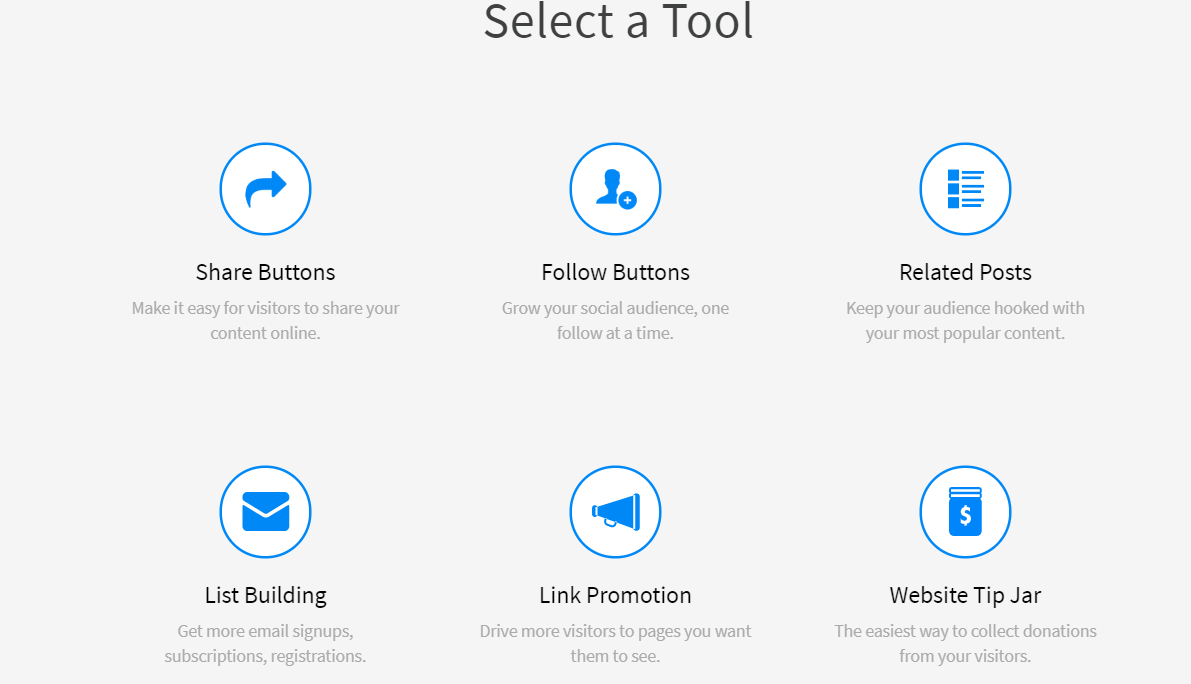 Select a Tool
Share Buttons
Make it easy for visitors to share your
content online.
Follow Buttons
Grow your social audience, one
follow at a time.
Related Posts
Keep your audience hooked with
your most popular content.
List Building
Get more email signups,
subscriptions, registrations.
Link Promotion
Drive more visitors to pages you want
them to see.
$
Website Tip Jar
The easiest way to collect donations
from your visitors.